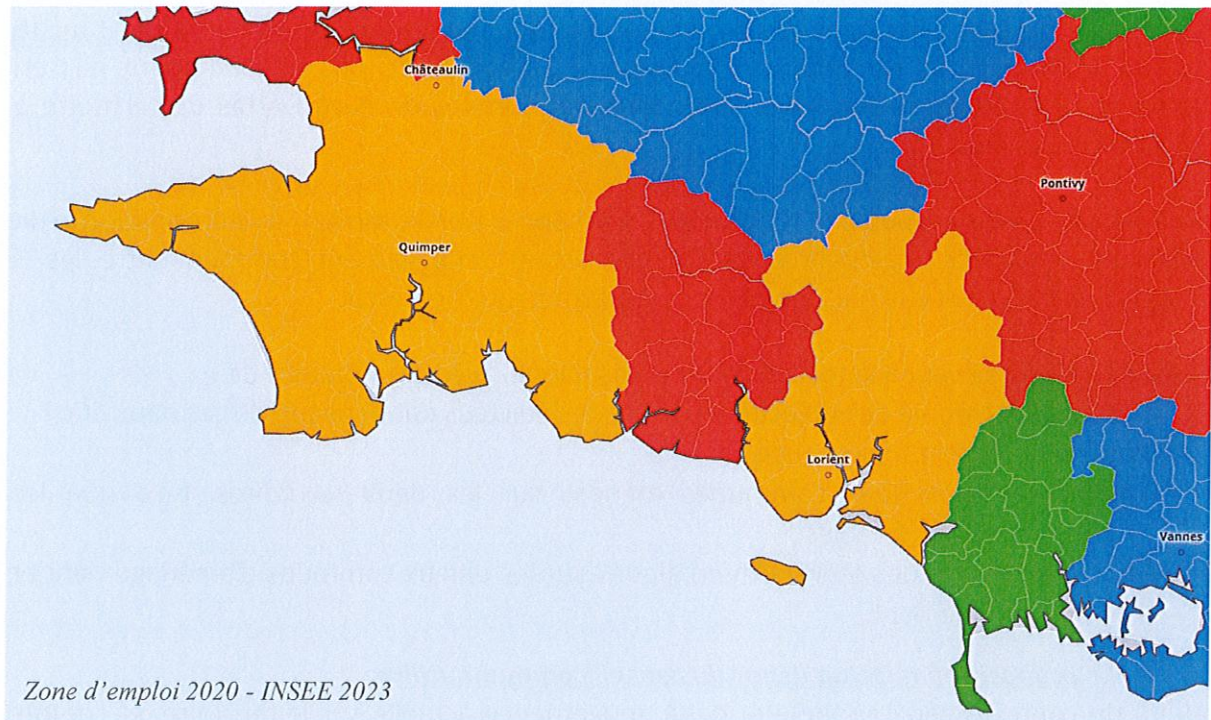 Châteaulin
Pontivy
Quimper
Lorient
Vannes
Zone d'emploi 2020 - INSEE 2023